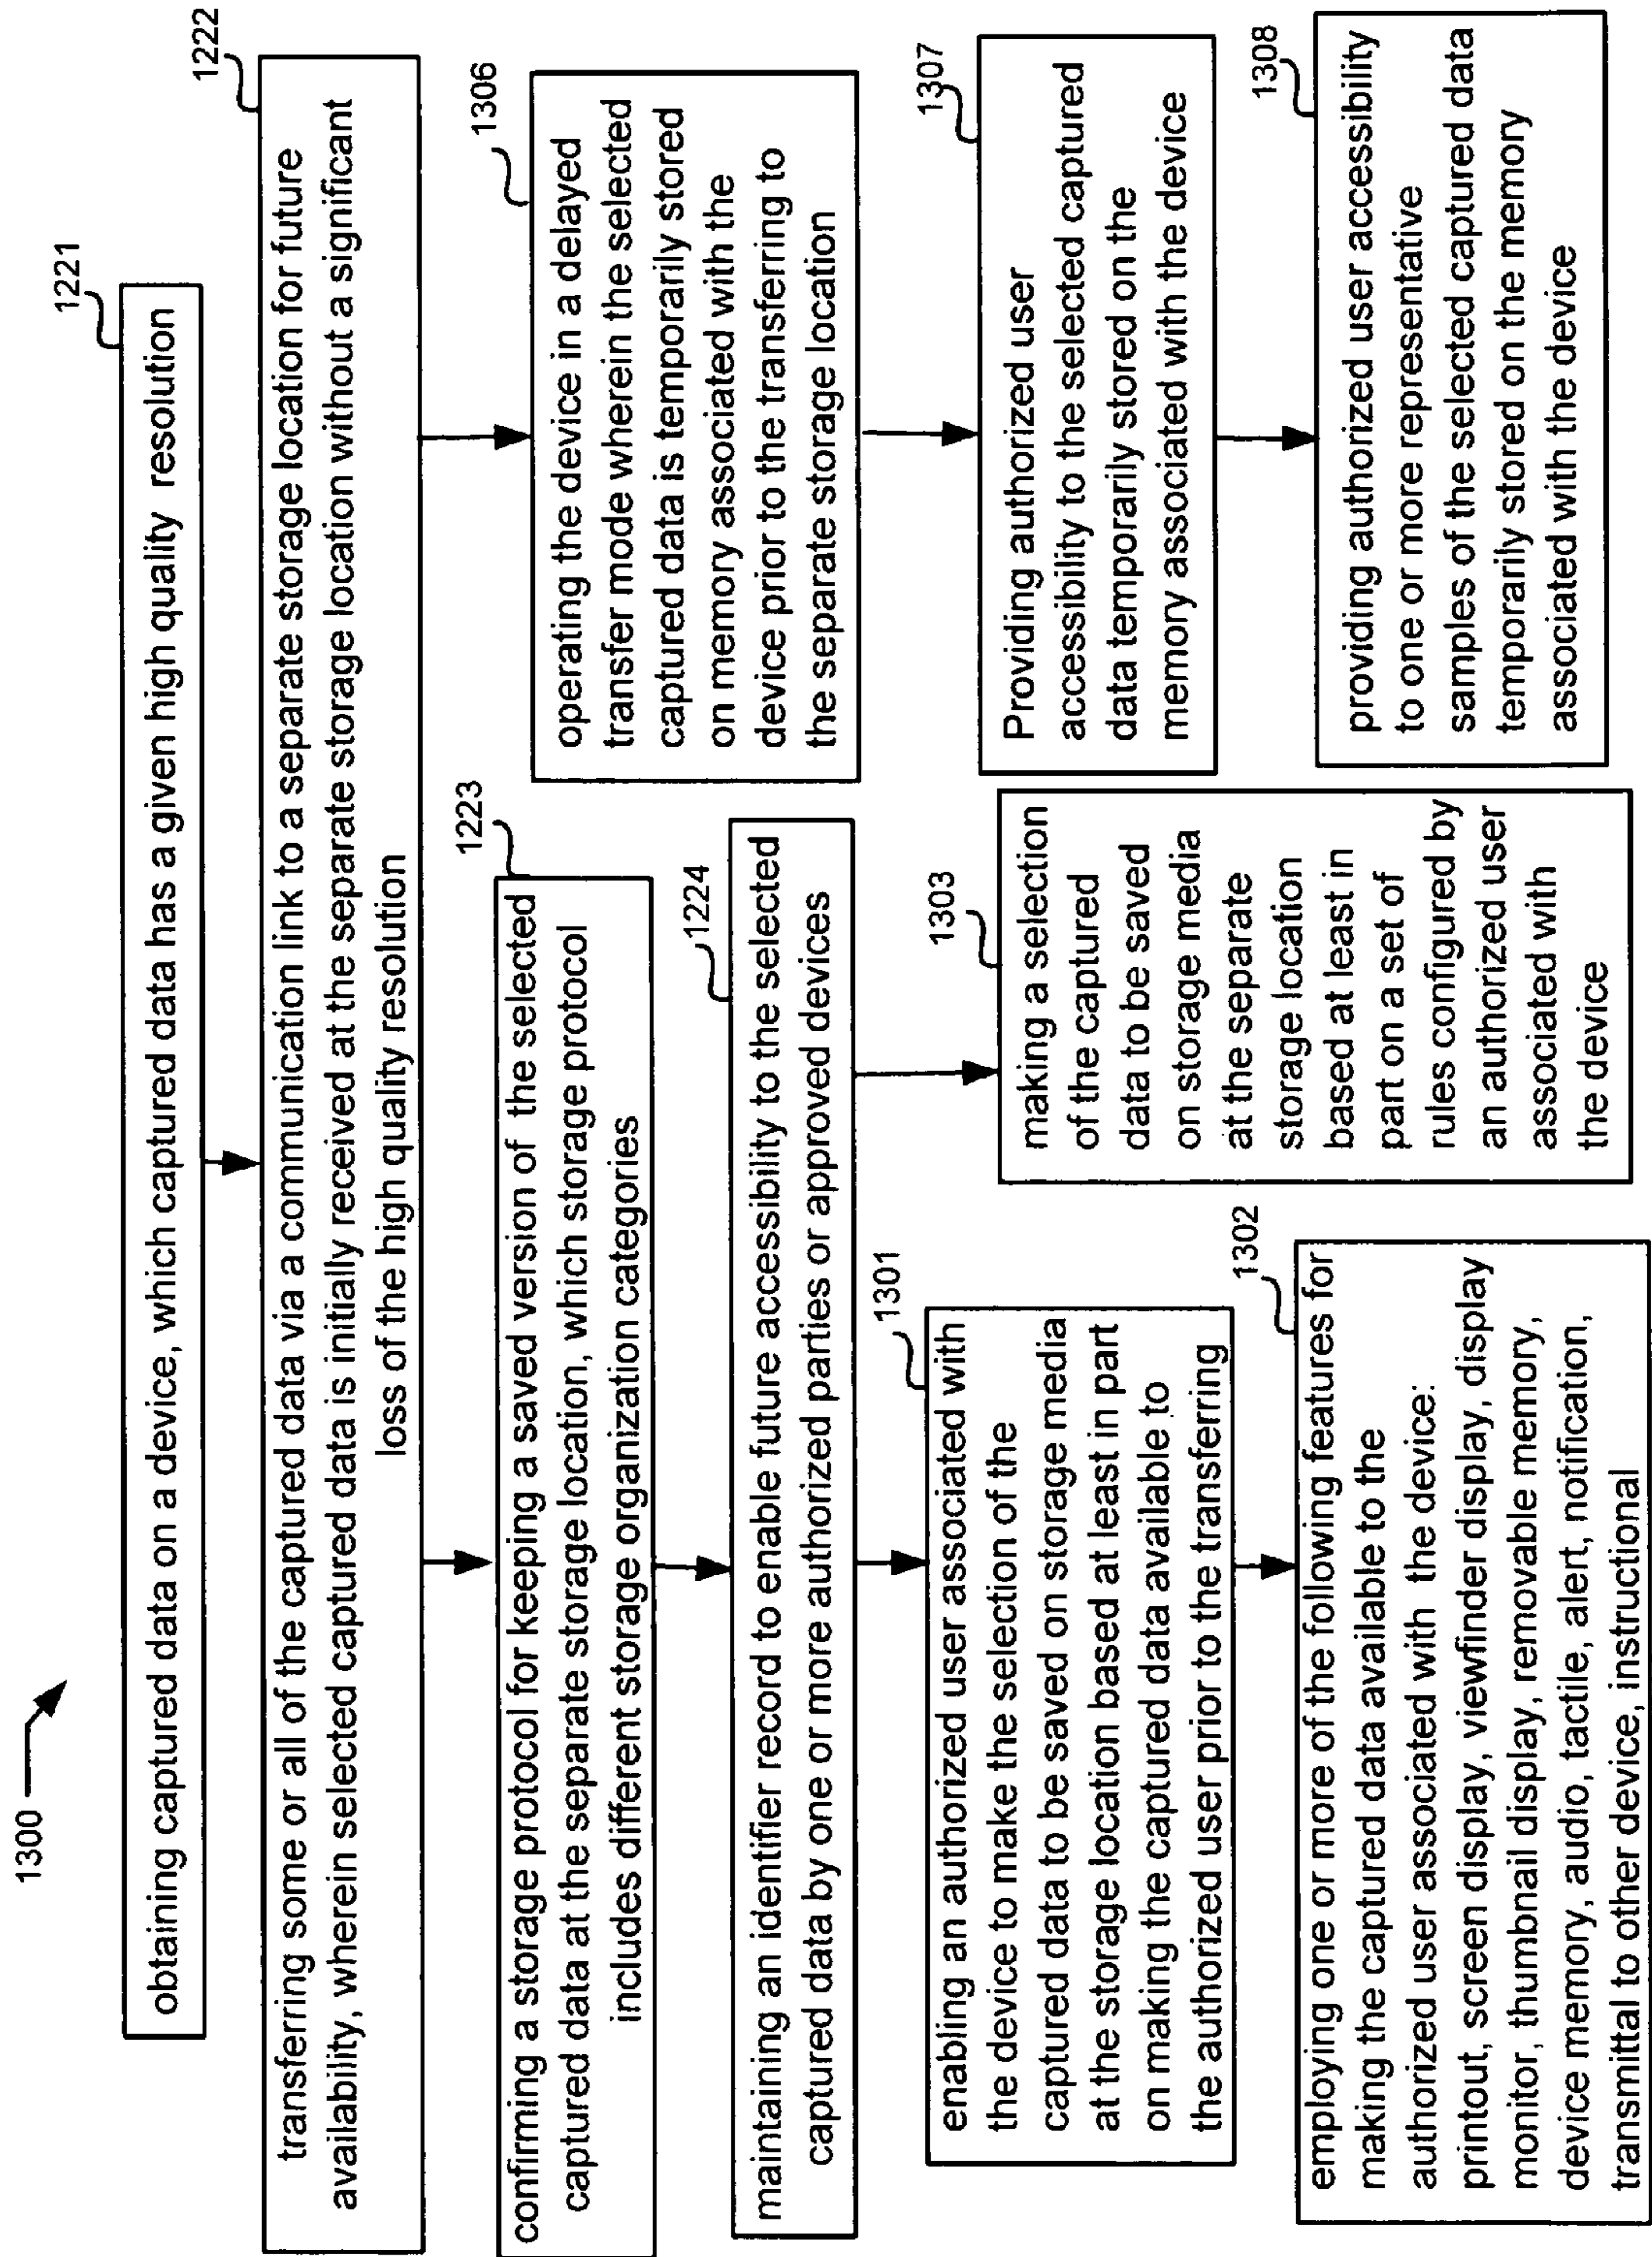 1300
1221
obtaining captured data on a device, which captured data has a given high quality resolution
1222
transferring some or all of the captured data via a communication link to a separate storage location for future
availability, wherein selected captured data is initially received at the separate storage location without a significant
loss of the high quality resolution
1223
confirming a storage protocol for keeping a saved version of the selected
captured data at the separate storage location, which storage protocol
includes different storage organization categories
1224
maintaining an identifier record to enable future accessibility to the selected
captured data by one or more authorized parties or approved devices
1301
enabling an authorized user associated with
the device to make the selection of the
captured data to be saved on storage media
at the storage location based at least in part
on making the captured data available to
the authorized user prior to the transferring
1302
employing one or more of the following features for
making the captured data available to the
authorized user associated with the device:
printout, screen display, viewfinder display, display
monitor, thumbnail display, removable memory,
device memory, audio, tactile, alert, notification,
transmittal to other device, instructional
1303
making a selection
of the captured
data to be saved
on storage media
at the separate
storage location
based at least in
part on a set of
rules configured by
an authorized user
associated with
the device
1306
operating the device in a delayed
transfer mode wherein the selected
captured data is temporarily stored
on memory associated with the
device prior to the transferring to
the separate storage location
1307
Providing authorized user
accessibility to the selected captured
data temporarily stored on the
memory associated with the device
1308
providing authorized user accessibility
to one or more representative
samples of the selected captured data
temporarily stored on the memory
associated with the device